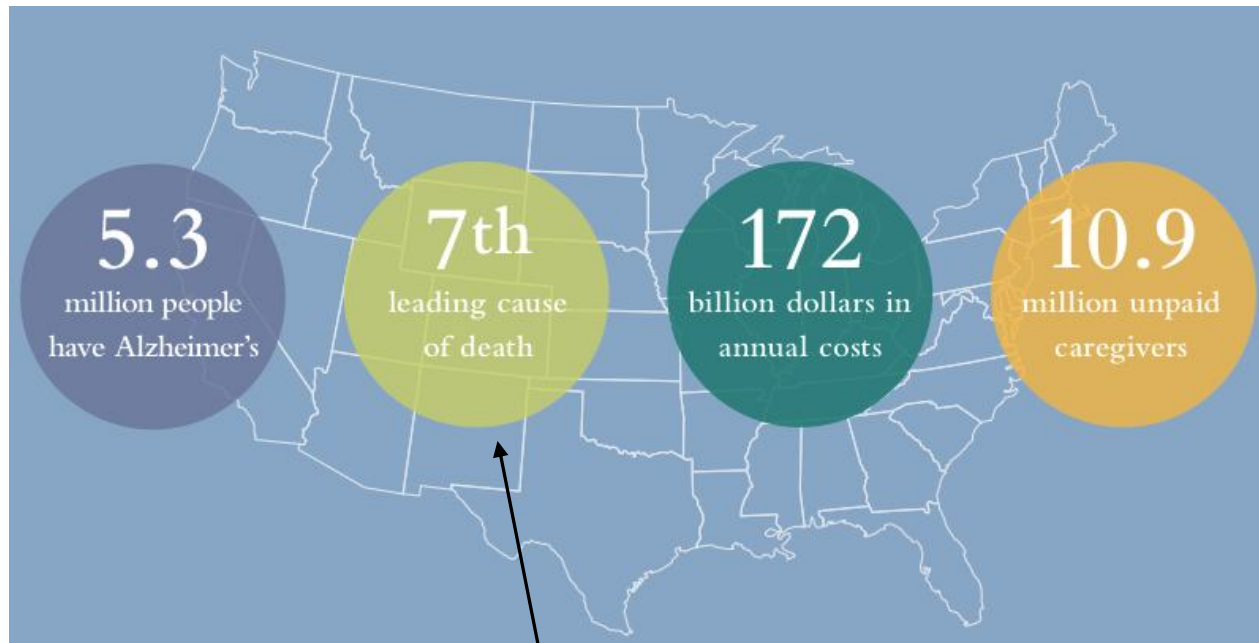 5.3
million people
have Alzheimer's
7th
leading cause
of death
172
billion dollars in
annual costs
10.9
million unpaid
caregivers